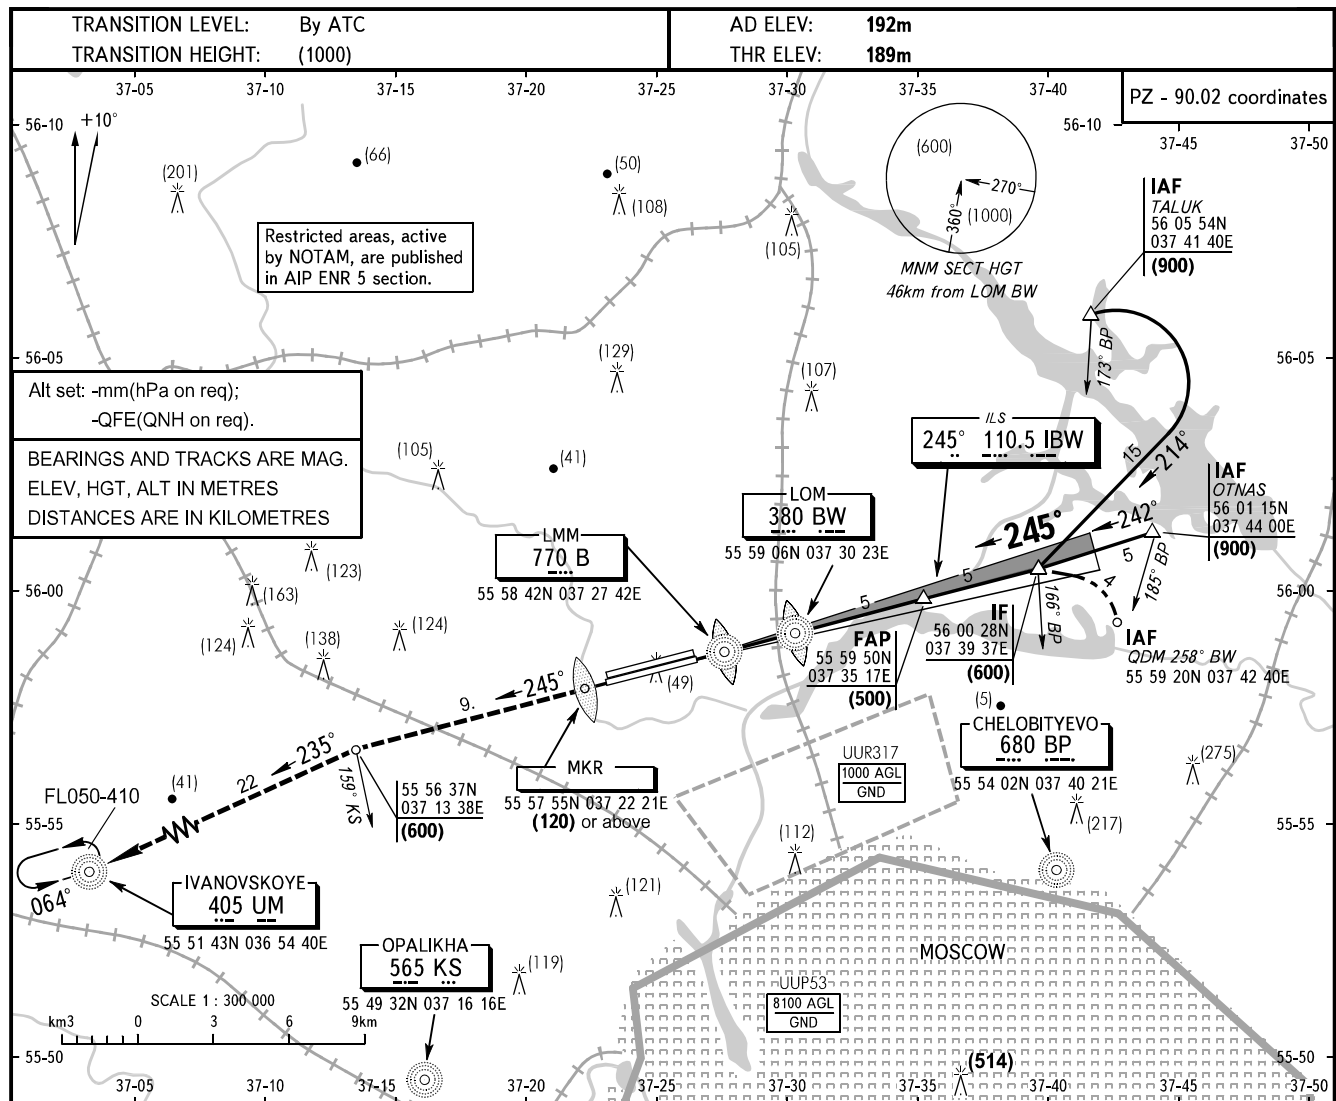 TRANSITION LEVEL: By ATC
TRANSITION HEIGHT: (1000)
AD ELEV: 192m
THR ELEV: 189m
37-05 37-10 37-15 37-20 37-25 37-30 37-35 37-40
PZ - 90.02 coordinates
37-45 37-50
56-10
56-10
+10°
(201)
(66)
(50)
(108)
(105)
Restricted areas, active
by NOTAM, are published
in AIP ENR 5 section.
(600)
270°
360°
(1000)
MNM SECT HGT
46km from LOM BW
IAF
TALUK
56 05 54N
037 41 40E
(900)
173° BP
56-05
56-05
(129)
(107)
Alt set: -mm(hPa on req);
-QFE(QNH on req).
BEARINGS AND TRACKS ARE MAG.
ELEV, HGT, ALT IN METRES
DISTANCES ARE IN KILOMETRES
(105)
(41)
ILS
245° 110.5 IBW
15
214°
IAF
OTNAS
56 01 15N
037 44 00E
(900)
LOM
380 BW
55 59 06N 037 30 23E
LMM
770 B
55 58 42N 037 27 42E
245°
242°
5
5
5
4
185° BP
166° BP
56-00
56-00
(123)
(163)
(124)
(138)
(124)
(49)
FAP
55 59 50N
037 35 17E
(500)
IF
56 00 28N
037 39 37E
(600)
IAF
QDM 258° BW
55 59 20N 037 42 40E
245°
9.
235°
22
159° KS
55 56 37N
037 13 38E
(600)
MKR
55 57 55N 037 22 21E
(120) or above
UUR317
1000 AGL
GND
(5)
CHELOBITYEVO
680 BP
55 54 02N 037 40 21E
(275)
(217)
(41)
FL050-410
55-55
55-55
(112)
064°
IVANOVSKOYE
405 UM
55 51 43N 036 54 40E
(121)
OPALIKHA
565 KS
55 49 32N 037 16 16E
(119)
MOSCOW
UUP53
8100 AGL
GND
SCALE 1 : 300 000
km3 0 3 6 9km
55-50
55-50
(514)
37-05 37-10 37-15 37-20 37-25 37-30 37-35 37-40 37-45 37-50